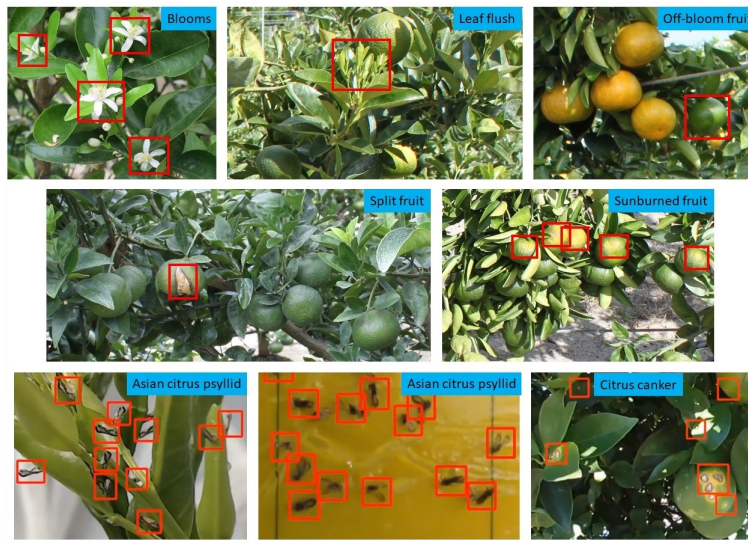 Blooms
Leaf flush
Off-bloom fruit
Split fruit
Sunburned fruit
Asian citrus psyllid
Asian citrus psyllid
Citrus canker